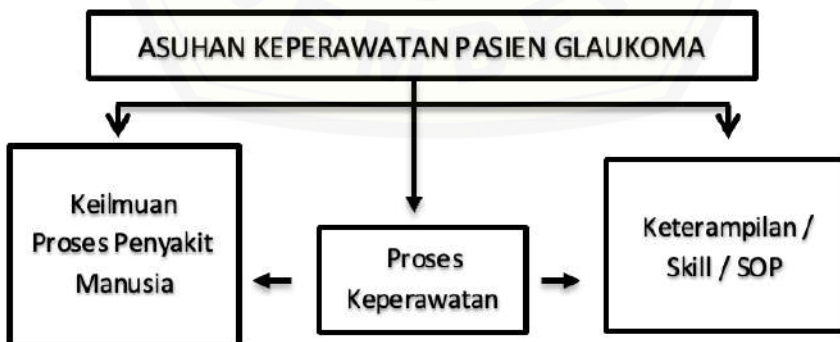 ASUHAN KEPERAWATAN PASIEN GLAUKOMA
Keilmuan
Proses Penyakit
Manusia
Proses
Keperawatan
Keterampilan /
Skill / SOP